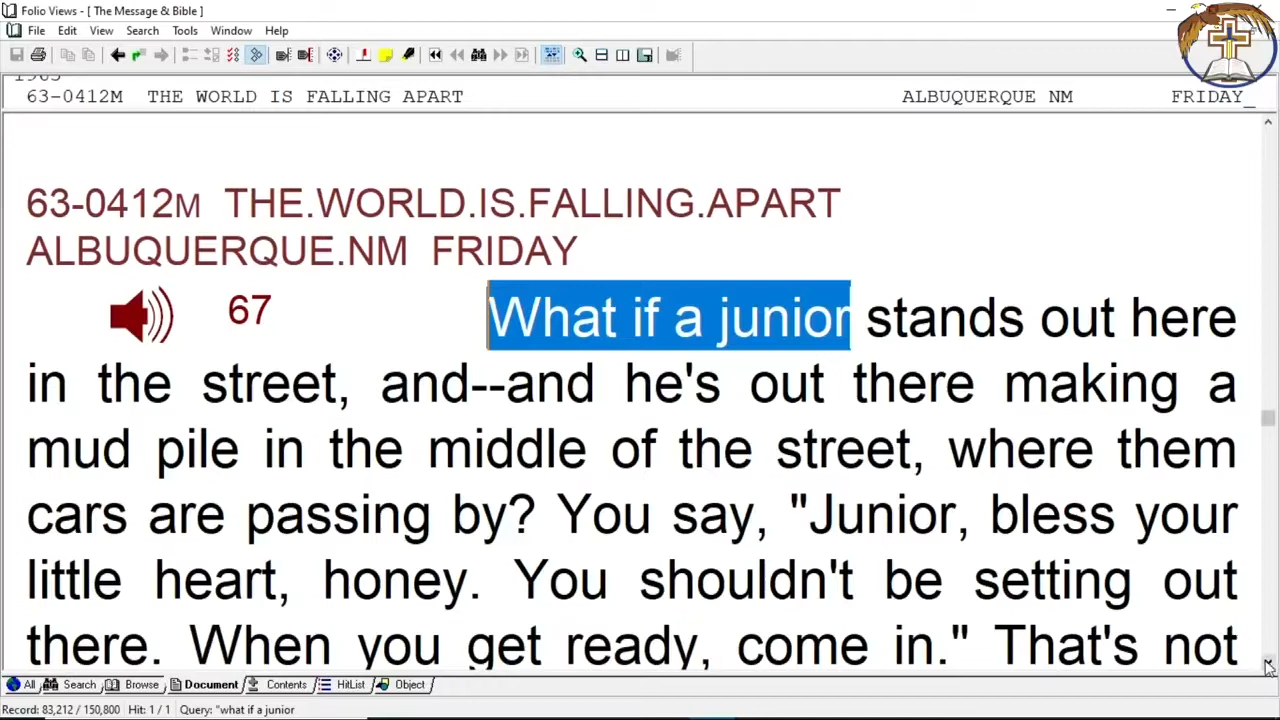 Folio Views - [ The Message & Bible ]
File Edit View Search Tools Window Help
1963
63-0412M THE WORLD IS FALLING APART ALBUQUERQUE NM FRIDAY_
63-0412M THE.WORLD.IS.FALLING.APART
ALBUQUERQUE.NM FRIDAY
67 What if a junior stands out here
in the street, and--and he's out there making a
mud pile in the middle of the street, where them
cars are passing by? You say, "Junior, bless your
little heart, honey. You shouldn't be setting out
there. When you get ready, come in." That's not
All Search Browse Document Contents HitList Object
Record: 83,212 / 150,800 Hit: 1 / 1 Query: "what if a junior